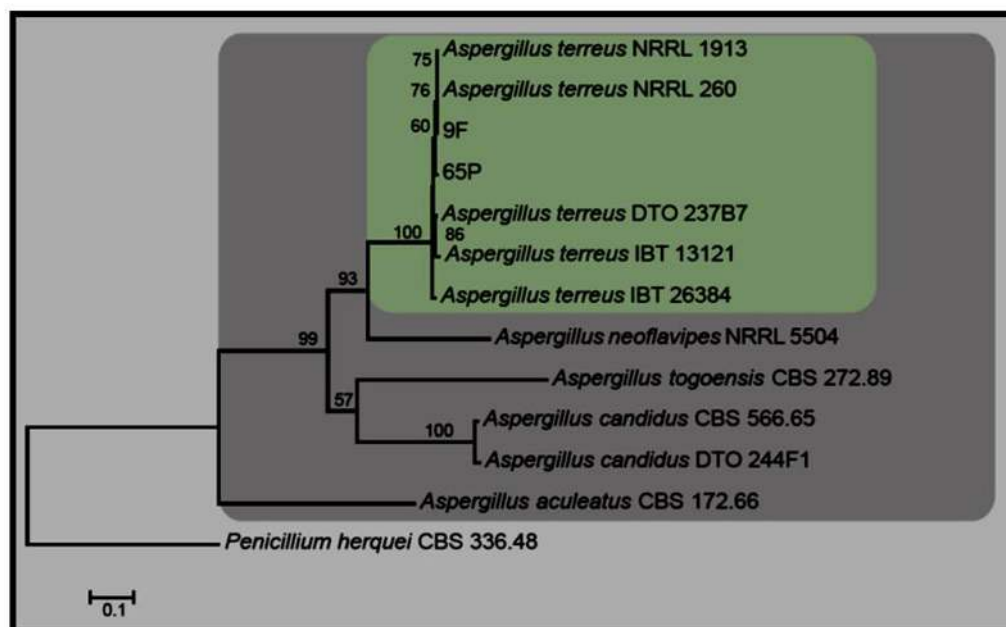 Aspergillus terreus NRRL 1913
75
Aspergillus terreus NRRL 260
76
9F
60
65P
Aspergillus terreus DTO 237B7
100
86
Aspergillus terreus IBT 13121
93
Aspergillus terreus IBT 26384
99
Aspergillus neoflavipes NRRL 5504
Aspergillus togoensis CBS 272.89
57
Aspergillus candidus CBS 566.65
100
Aspergillus candidus DTO 244F1
Aspergillus aculeatus CBS 172.66
Penicillium herquei CBS 336.48
0.1